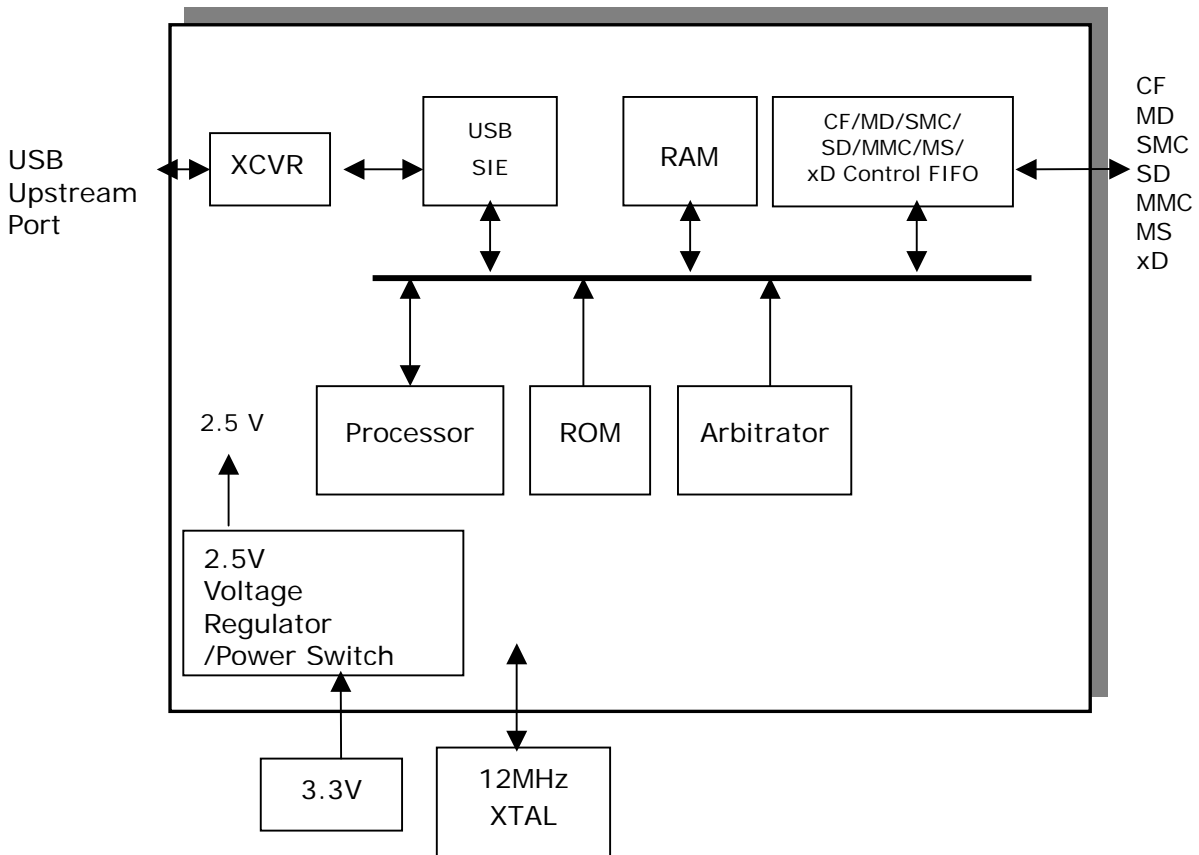 USB
Upstream
Port
XCVR
USB
SIE
RAM
CF/MD/SMC/
SD/MMC/MS/
xD Control FIFO
CF
MD
SMC
SD
MMC
MS
xD
Processor
ROM
Arbitrator
2.5 V
2.5V
Voltage
Regulator
/Power Switch
3.3V
12MHz
XTAL